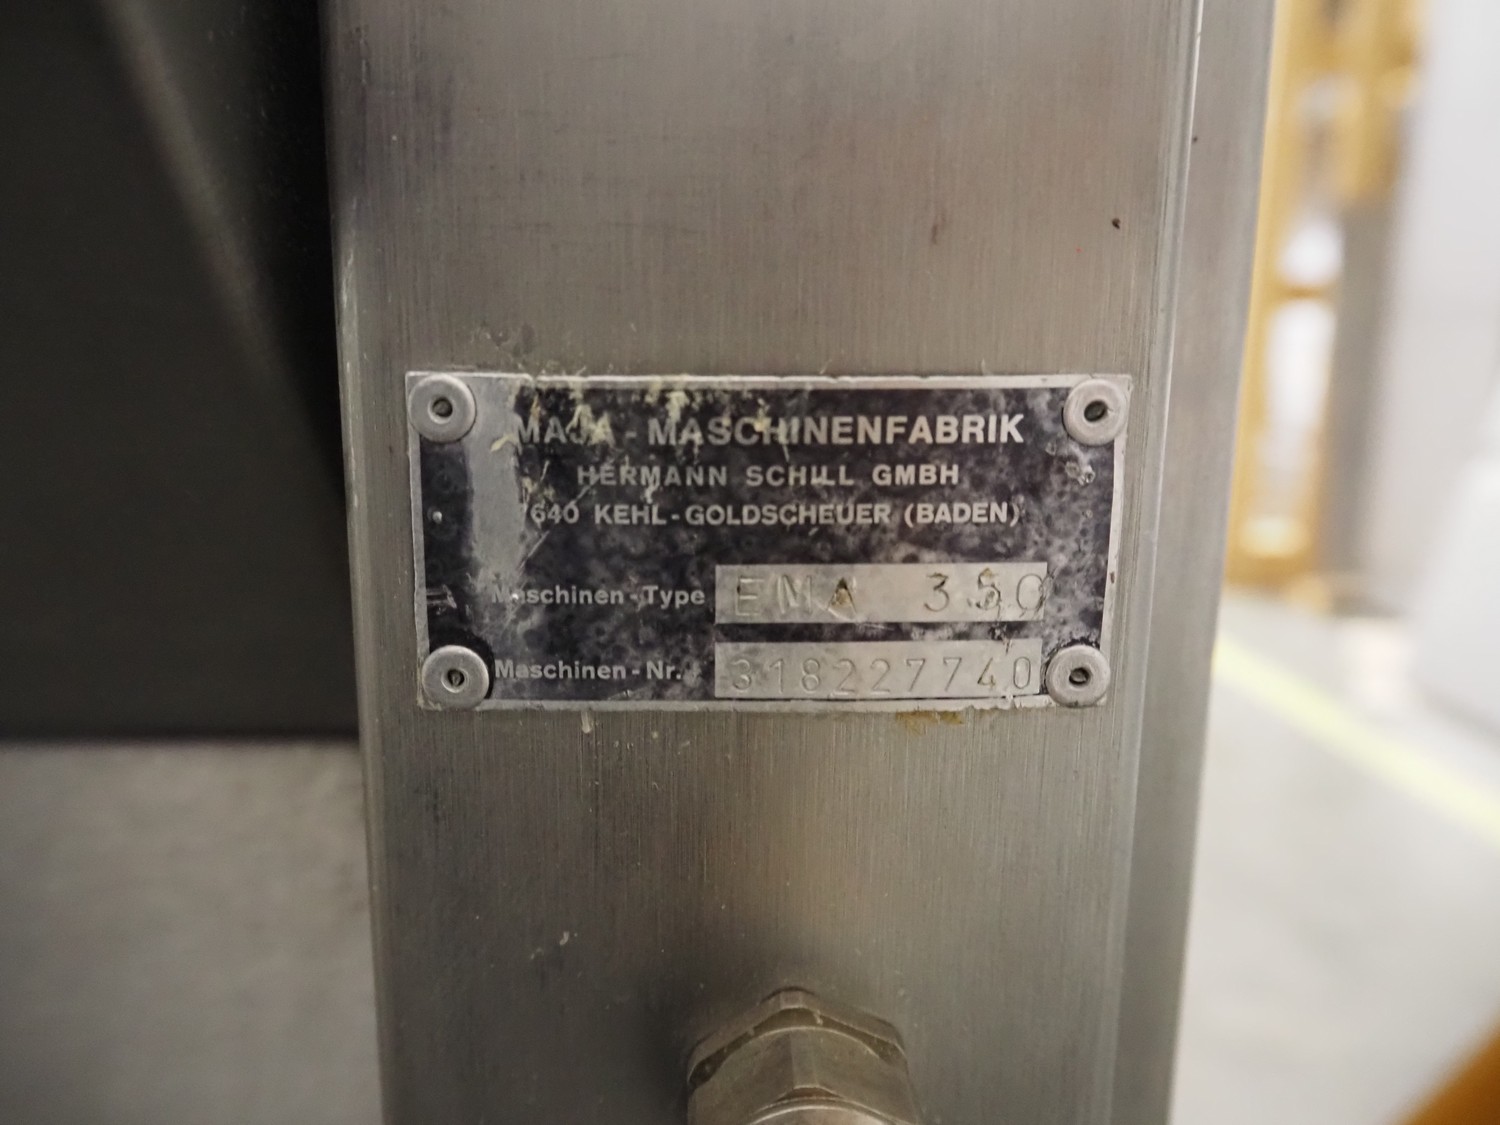 MAJA - MASCHINENFABRIK
HERMANN SCHILL GMBH
7640 KEHL - GOLDSCHEUER (BADEN)
Maschinen - Type EMA 350
Maschinen - Nr. 318227740